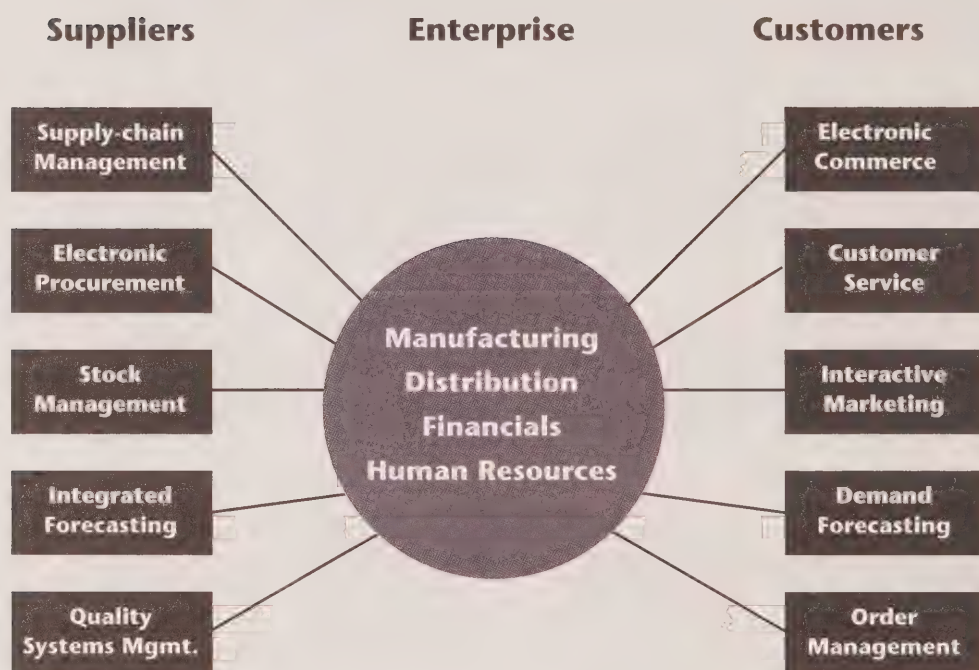 Suppliers
Enterprise
Customers
Supply-chain
Management
Electronic
Procurement
Stock
Management
Integrated
Forecasting
Quality
Systems Mgmt.
Manufacturing
Distribution
Financials
Human Resources
Electronic
Commerce
Customer
Service
Interactive
Marketing
Demand
Forecasting
Order
Management